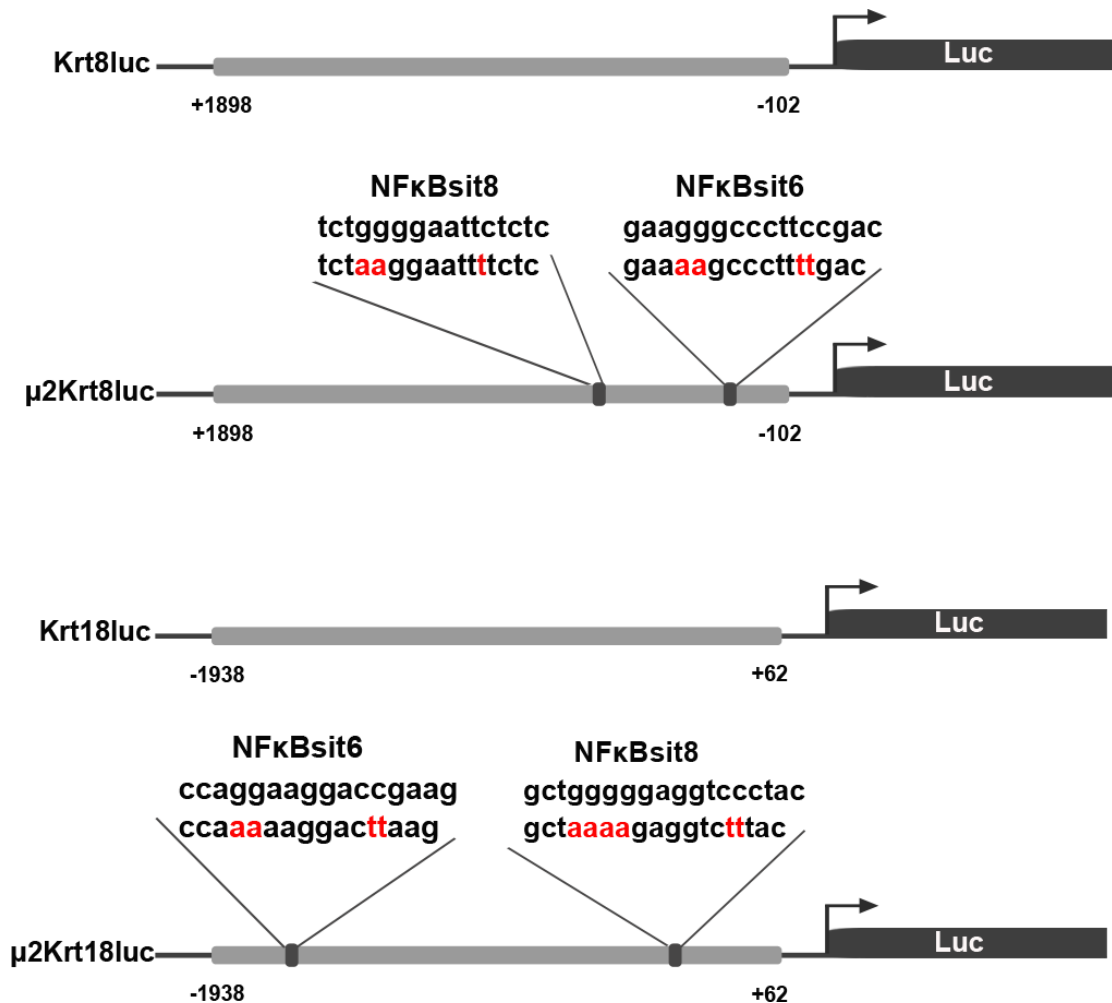 Krt8luc
Luc
+1898
-102
NFκBsit8
NFκBsit6
tctggggaattctctc
gaagggcccttccgac
tctaaggaattttctc
gaaaagcccttttgac
μ2Krt8luc
Luc
+1898
-102
Krt18luc
Luc
-1938
+62
NFκBsit6
NFκBsit8
ccaggaaggaccgaag
gctgggggaggtccctac
ccaaaaaggacttaag
gctaaaagaggtctttac
μ2Krt18luc
Luc
-1938
+62